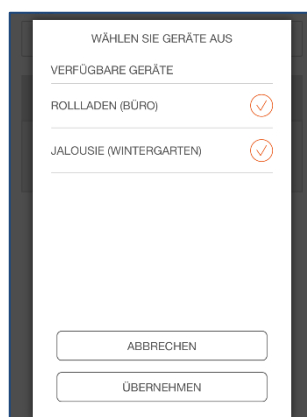 WÄHLEN SIE GERÄTE AUS
VERFÜGBARE GERÄTE
ROLLLADEN (BÜRO)
JALOUSIE (WINTERGARTEN)
ABBRECHEN
ÜBERNEHMEN